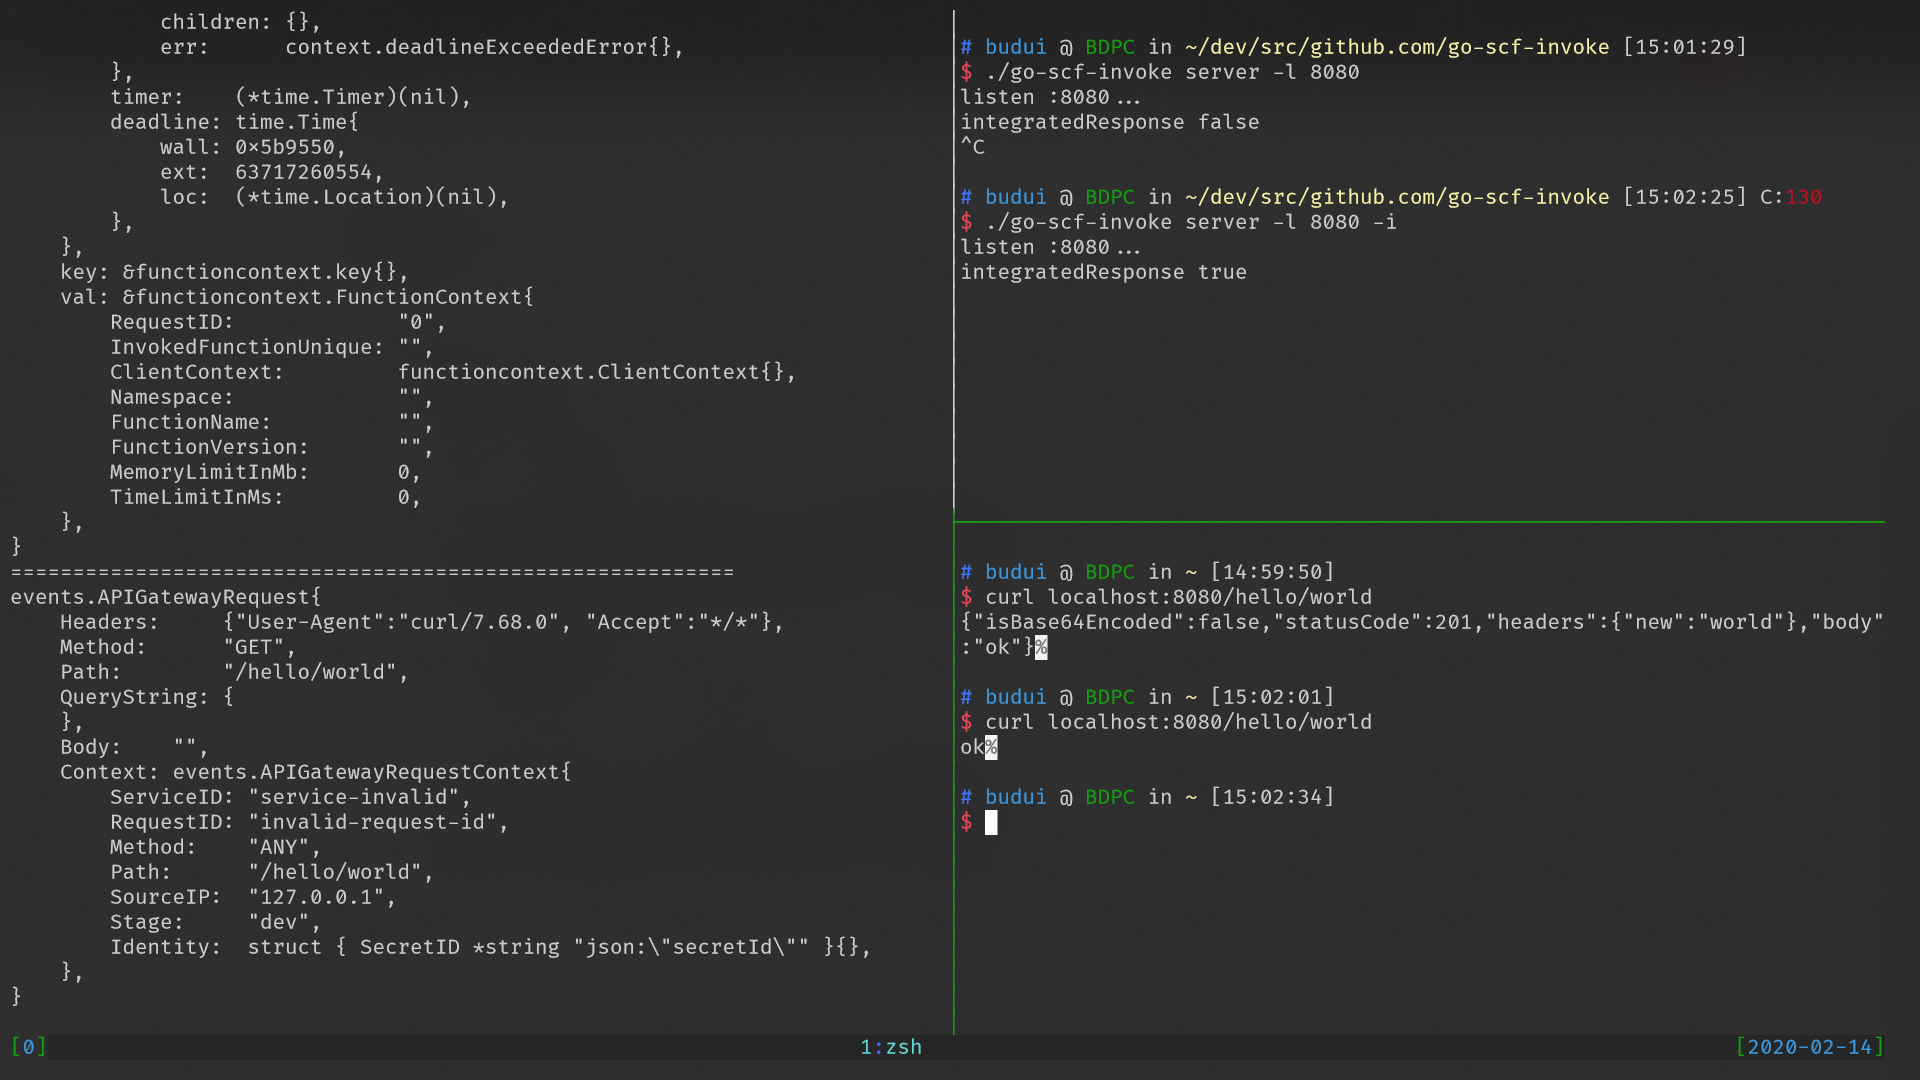 children: {},
            err:      context.deadlineExceededError{},
        },
        timer:    (*time.Timer)(nil),
        deadline: time.Time{
            wall: 0×5b9550,
            ext:  63717260554,
            loc:  (*time.Location)(nil),
        },
    },
    key: &functioncontext.key{},
    val: &functioncontext.FunctionContext{
        RequestID:             "0",
        InvokedFunctionUnique: "",
        ClientContext:         functioncontext.ClientContext{},
        Namespace:             "",
        FunctionName:          "",
        FunctionVersion:       "",
        MemoryLimitInMb:       0,
        TimeLimitInMs:         0,
    },
}
==========================================================
events.APIGatewayRequest{
    Headers:     {"User-Agent":"curl/7.68.0", "Accept":"*/*"},
    Method:      "GET",
    Path:        "/hello/world",
    QueryString: {
    },
    Body:    "",
    Context: events.APIGatewayRequestContext{
        ServiceID: "service-invalid",
        RequestID: "invalid-request-id",
        Method:    "ANY",
        Path:      "/hello/world",
        SourceIP:  "127.0.0.1",
        Stage:     "dev",
        Identity:  struct { SecretID *string "json:\"secretId\"" }{},
    },
}
# budui @ BDPC in ~/dev/src/github.com/go-scf-invoke [15:01:29]
$ ./go-scf-invoke server -l 8080
listen :8080...
integratedResponse false
^C
# budui @ BDPC in ~/dev/src/github.com/go-scf-invoke [15:02:25] C:130
$ ./go-scf-invoke server -l 8080 -i
listen :8080...
integratedResponse true
# budui @ BDPC in ~ [14:59:50]
$ curl localhost:8080/hello/world
{"isBase64Encoded":false,"statusCode":201,"headers":{"new":"world"},"body"
:"ok"}%
# budui @ BDPC in ~ [15:02:01]
$ curl localhost:8080/hello/world
ok%
# budui @ BDPC in ~ [15:02:34]
$
[0] 1:zsh [2020-02-14]